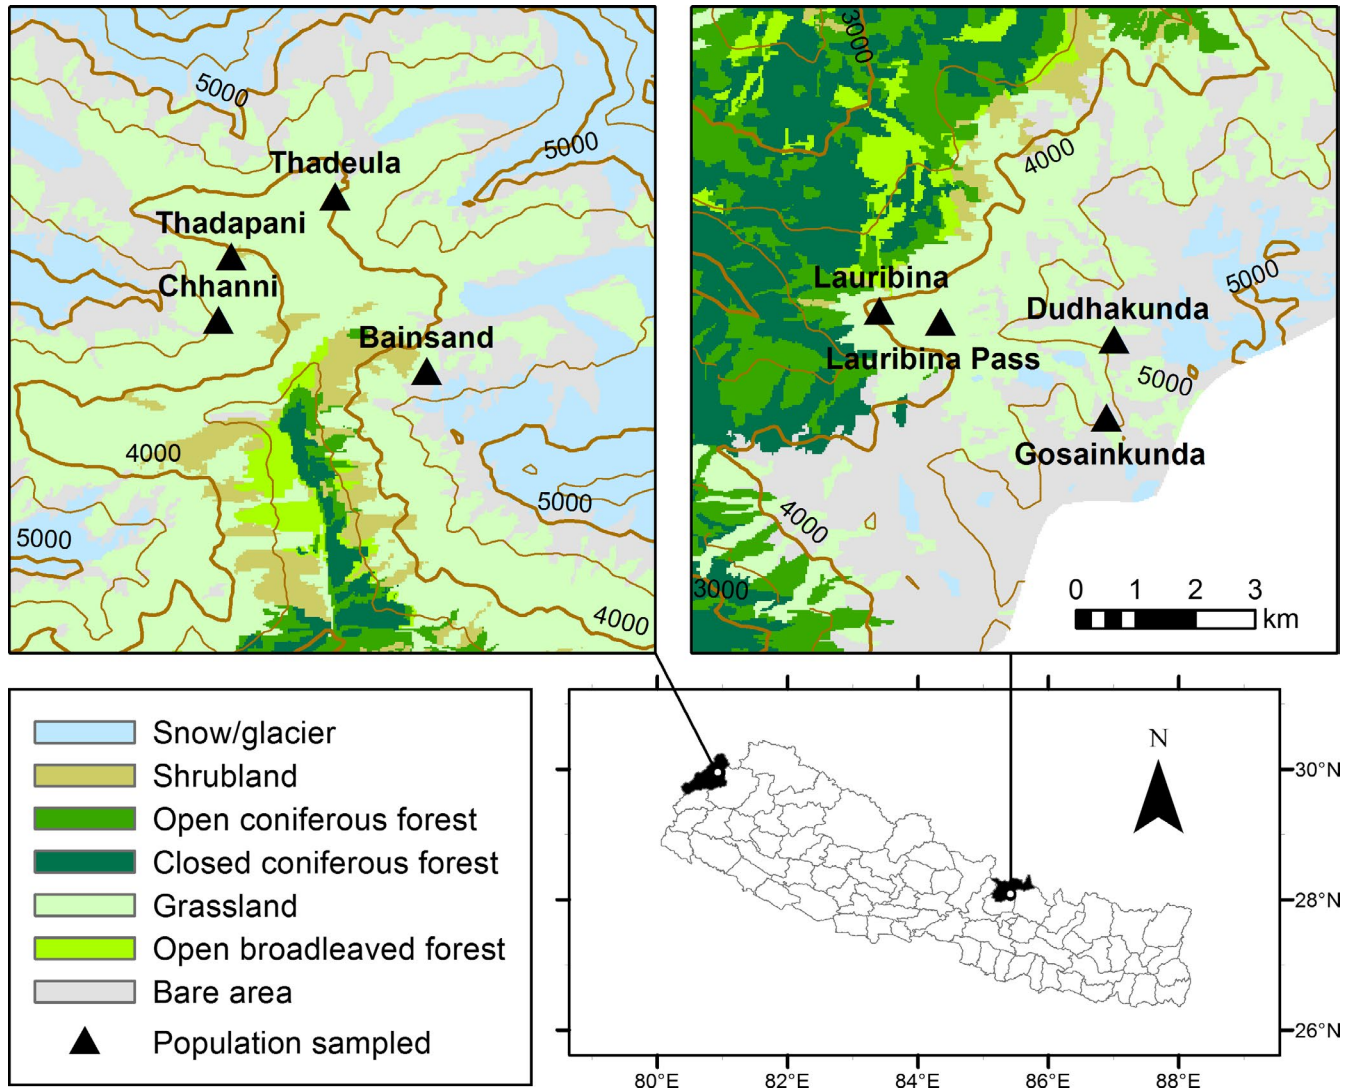 5000
5000
Thadeula
Thadapani
Chhanni
Bainsand
4000
5000
5000
4000
3000
4000
Lauribina
5000
Dudhakunda
Lauribina Pass
5000
Gosainkunda
4000
3000
0 1 2 3
km
Snow/glacier
Shrubland
Open coniferous forest
Closed coniferous forest
Grassland
Open broadleaved forest
Bare area
Population sampled
N
30°N
28°N
26°N
80°E 82°E 84°E 86°E 88°E